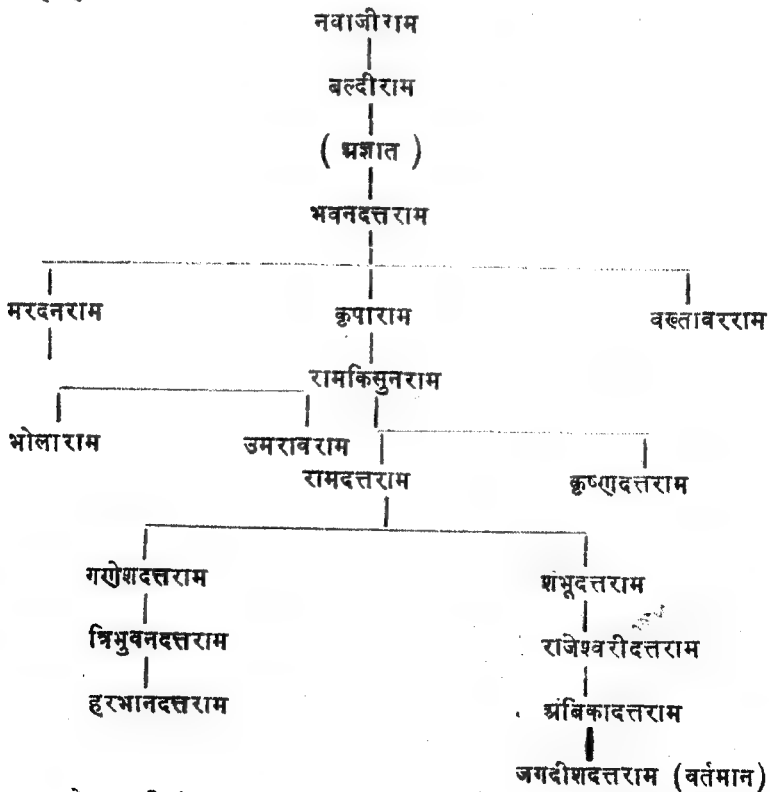 नवाजीराम
बल्दीराम
( अज्ञात )
भवनदत्तराम
मरदनराम कृपाराम वख्तावरराम
रामकिसुनराम
भोलाराम उमरावराम
रामदत्तराम कृष्णदत्तराम
गणेशदत्तराम शंभूदत्तराम
त्रिभुवनदत्तराम राजेश्वरीदत्तराम
हरभानदत्तराम अंबिकादत्तराम
जगदीशदत्तराम (वर्तमान)